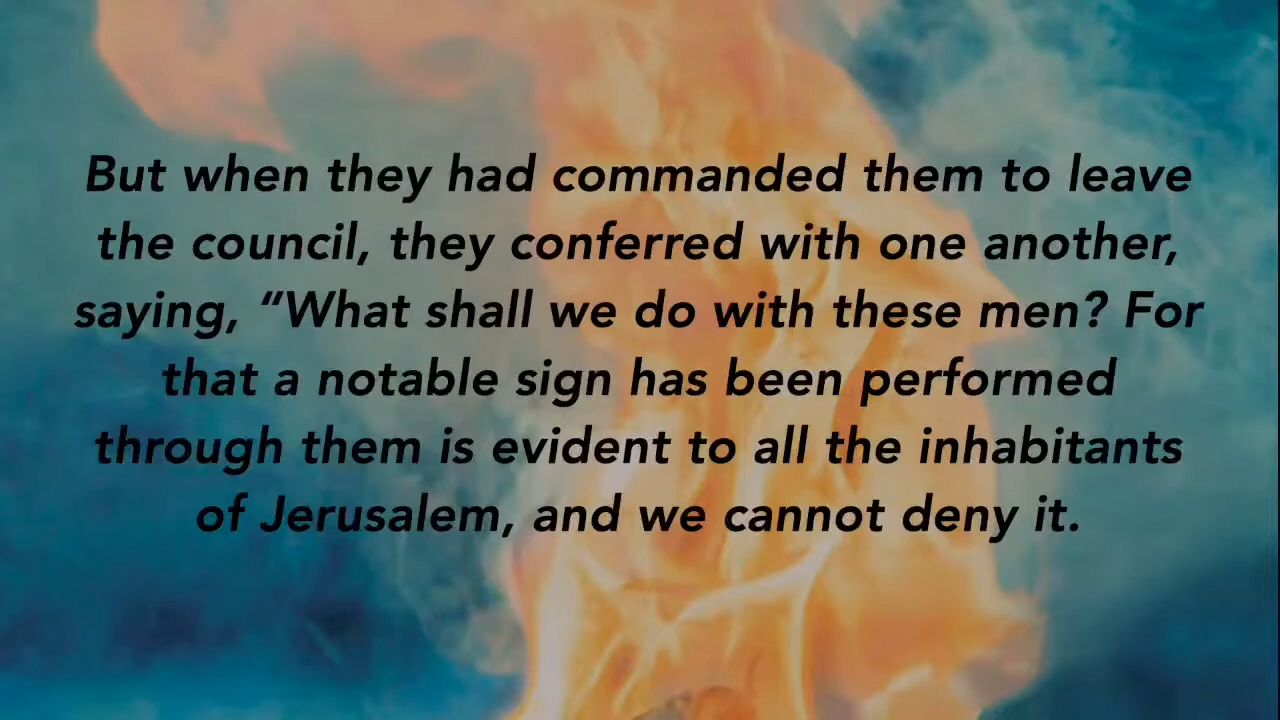 But when they had commanded them to leave
the council, they conferred with one another,
saying, “What shall we do with these men? For
that a notable sign has been performed
through them is evident to all the inhabitants
of Jerusalem, and we cannot deny it.